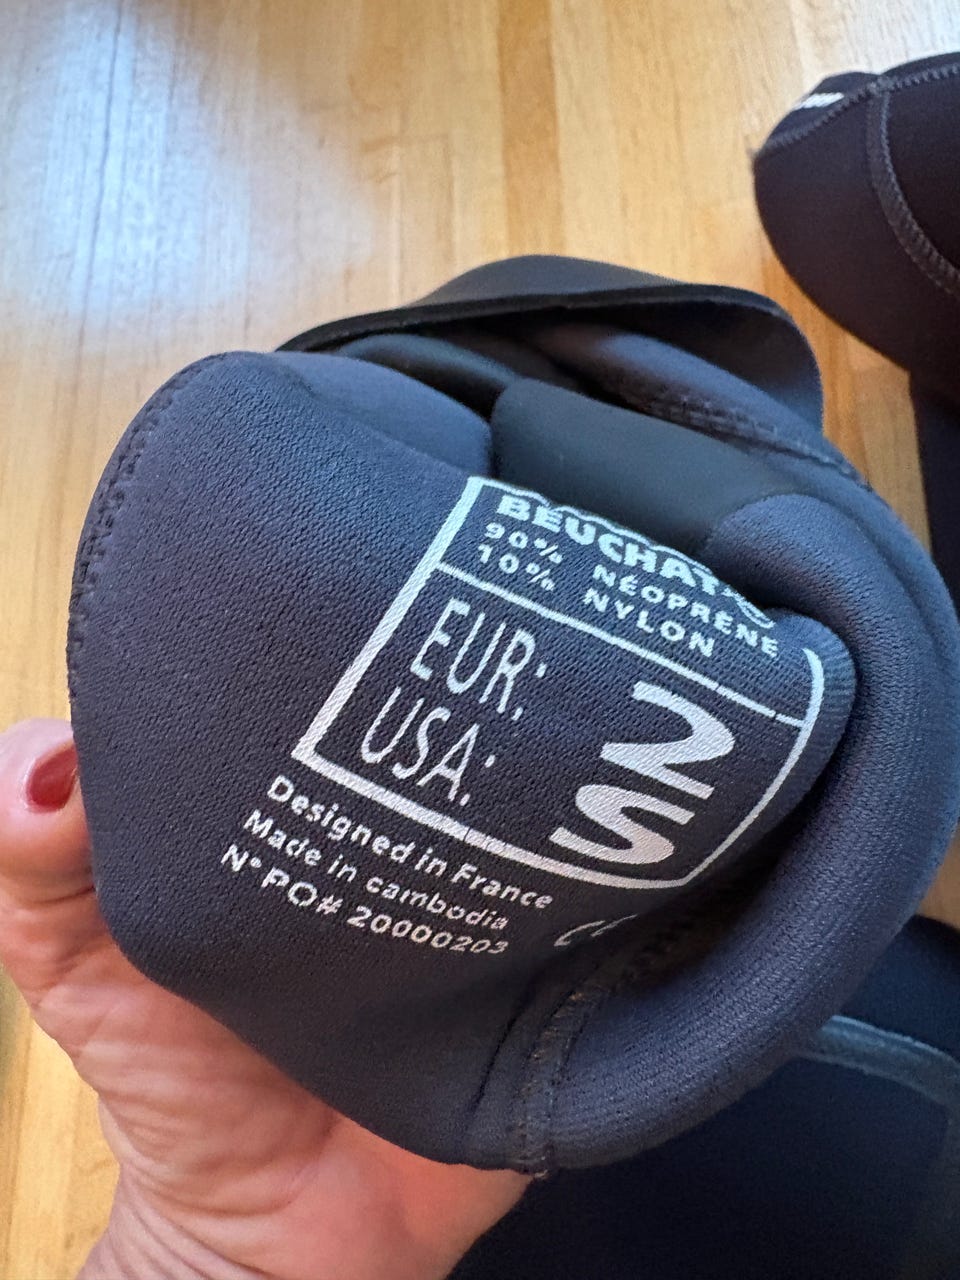 BEUCHAT
90% NÉOPRÈNE
10% NYLON
EUR: 2
USA: S
Designed in France
Made in cambodia
N° PO# 20000203